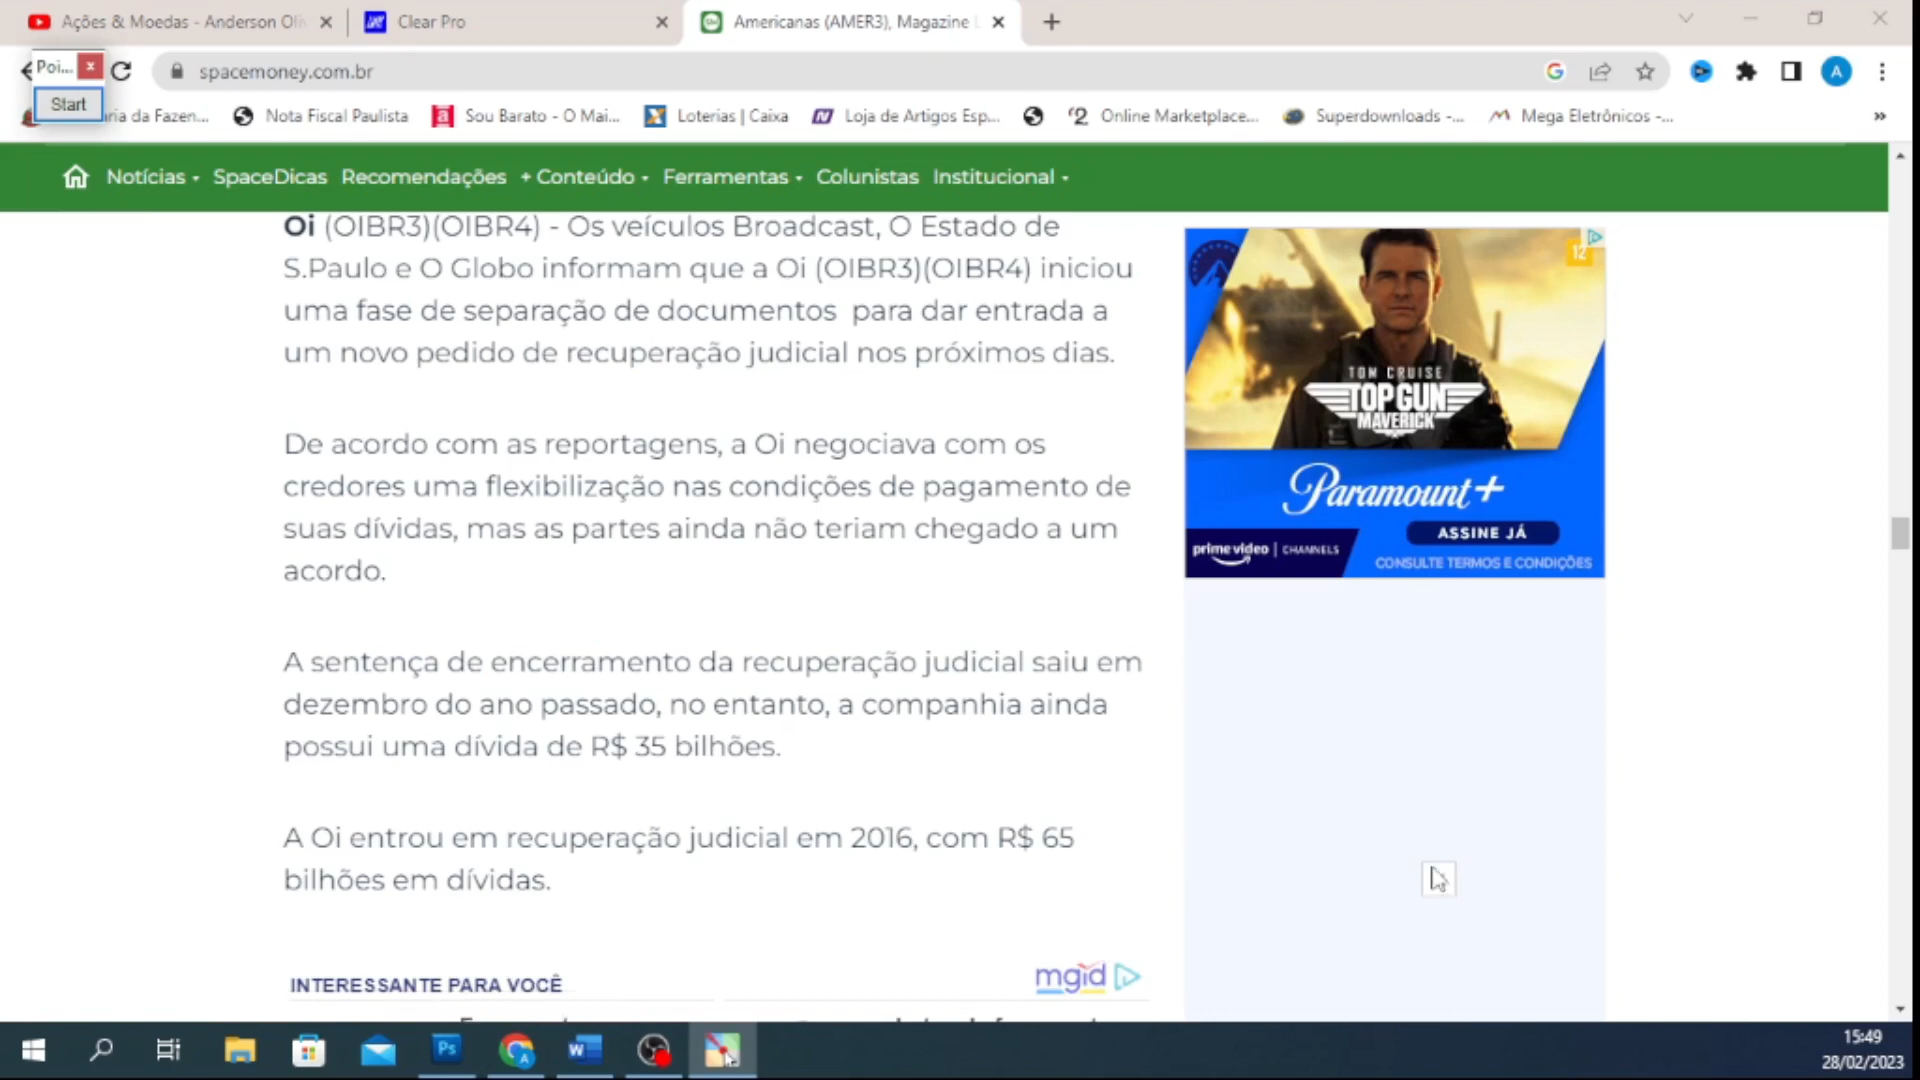 Ações & Moedas - Anderson Oli
Clear Pro
Americanas (AMER3), Magazine L
Poi...
Start
spacemoney.com.br
A
ria da Fazen...
Nota Fiscal Paulista
Sou Barato - O Mai...
Loterias | Caixa
Loja de Artigos Esp...
Online Marketplace...
Superdownloads -...
Mega Eletrônicos -...
»
Notícias
SpaceDicas
Recomendações
+ Conteúdo
Ferramentas
Colunistas
Institucional
Oi (OIBR3)(OIBR4) - Os veículos Broadcast, O Estado de
S.Paulo e O Globo informam que a Oi (OIBR3)(OIBR4) iniciou
uma fase de separação de documentos para dar entrada a
um novo pedido de recuperação judicial nos próximos dias.
De acordo com as reportagens, a Oi negociava com os
credores uma flexibilização nas condições de pagamento de
suas dívidas, mas as partes ainda não teriam chegado a um
acordo.
A sentença de encerramento da recuperação judicial saiu em
dezembro do ano passado, no entanto, a companhia ainda
possui uma dívida de R$ 35 bilhões.
A Oi entrou em recuperação judicial em 2016, com R$ 65
bilhões em dívidas.
INTERESSANTE PARA VOCÊ
mgid
12
TOM CRUISE
TOP GUN
MAVERICK
Paramount+
ASSINE JÁ
prime video | CHANNELS
CONSULTE TERMOS E CONDIÇÕES
Ps
A
W
15:49
28/02/2023